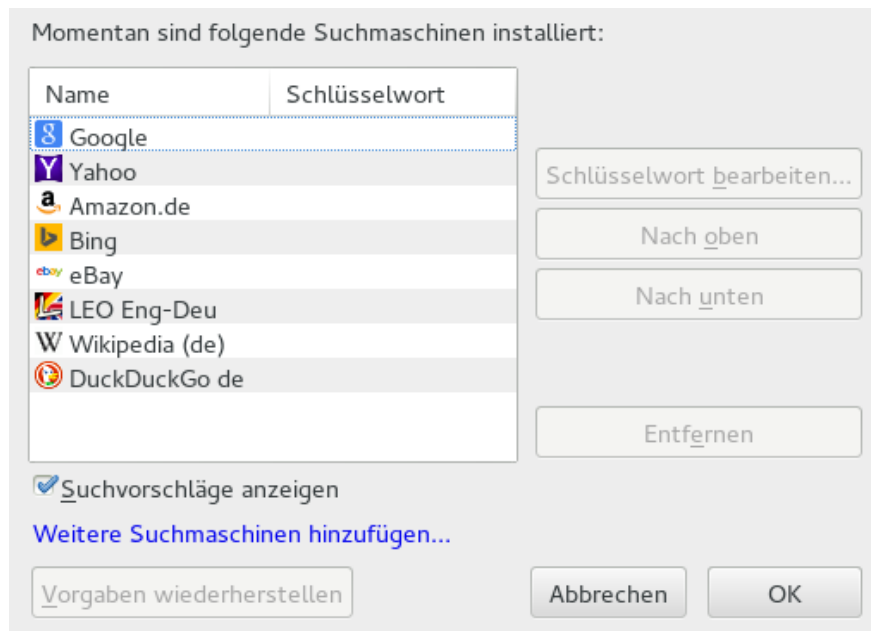 Momentan sind folgende Suchmaschinen installiert:
Name Schlüsselwort
Google
Yahoo
Amazon.de
Bing
eBay
LEO Eng-Deu
Wikipedia (de)
DuckDuckGo de
Schlüsselwort bearbeiten...
Nach oben
Nach unten
Entfernen
Suchvorschläge anzeigen
Weitere Suchmaschinen hinzufügen...
Vorgaben wiederherstellen Abbrechen OK